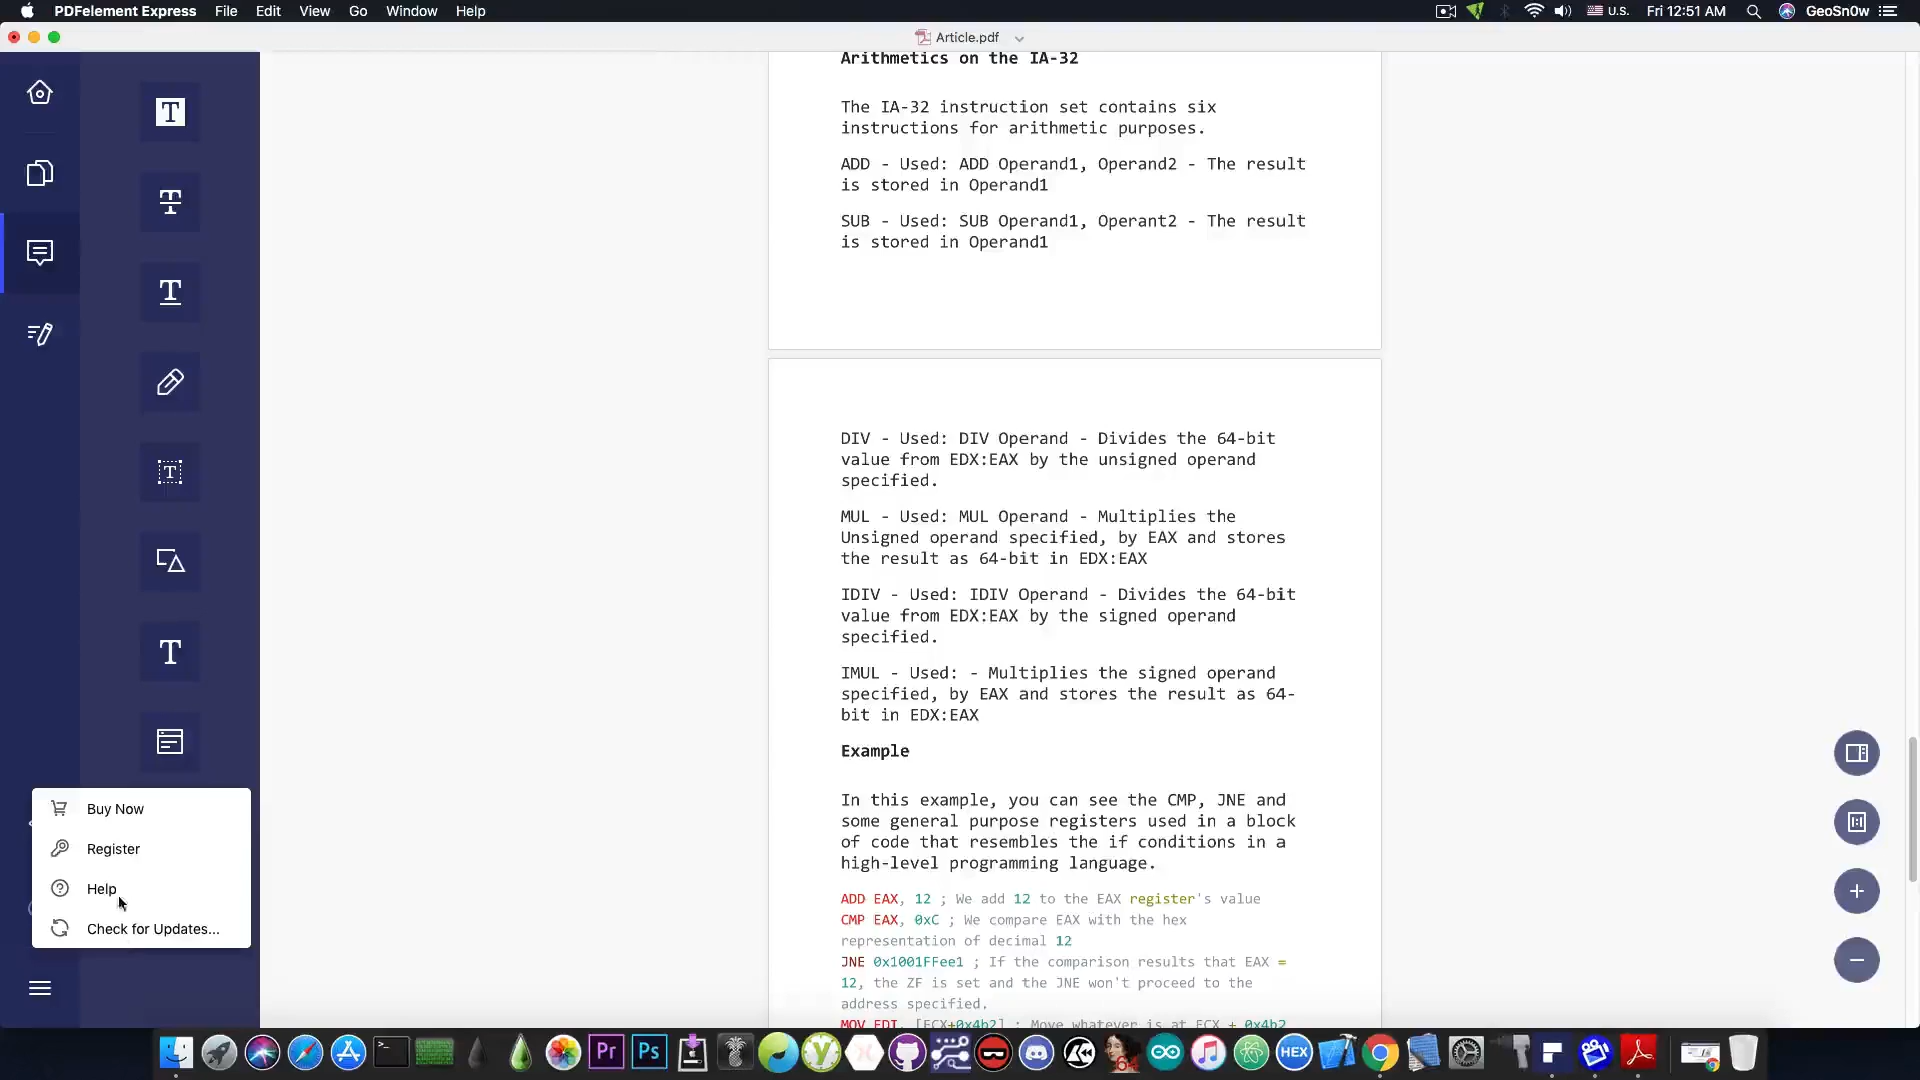 PDFelement Express File Edit View Go Window Help
U.S. Fri 12:51 AM GeoSn0w
Article.pdf
Arithmetics on the IA-32
The IA-32 instruction set contains six
instructions for arithmetic purposes.
ADD - Used: ADD Operand1, Operand2 - The result
is stored in Operand1
SUB - Used: SUB Operand1, Operant2 - The result
is stored in Operand1
DIV - Used: DIV Operand - Divides the 64-bit
value from EDX:EAX by the unsigned operand
specified.
MUL - Used: MUL Operand - Multiplies the
Unsigned operand specified, by EAX and stores
the result as 64-bit in EDX:EAX
IDIV - Used: IDIV Operand - Divides the 64-bit
value from EDX:EAX by the signed operand
specified.
IMUL - Used: - Multiplies the signed operand
specified, by EAX and stores the result as 64-
bit in EDX:EAX
Example
In this example, you can see the CMP, JNE and
some general purpose registers used in a block
of code that resembles the if conditions in a
high-level programming language.
ADD EAX, 12 ; We add 12 to the EAX register's value
CMP EAX, 0xC ; We compare EAX with the hex
representation of decimal 12
JNE 0x1001FFee1 ; If the comparison results that EAX =
12, the ZF is set and the JNE won't proceed to the
address specified.
MOV EDI, [ECX+0x4b2] ; Move whatever is at ECX + 0x4b2
Buy Now
Register
Help
Check for Updates...
Pr Ps HEX